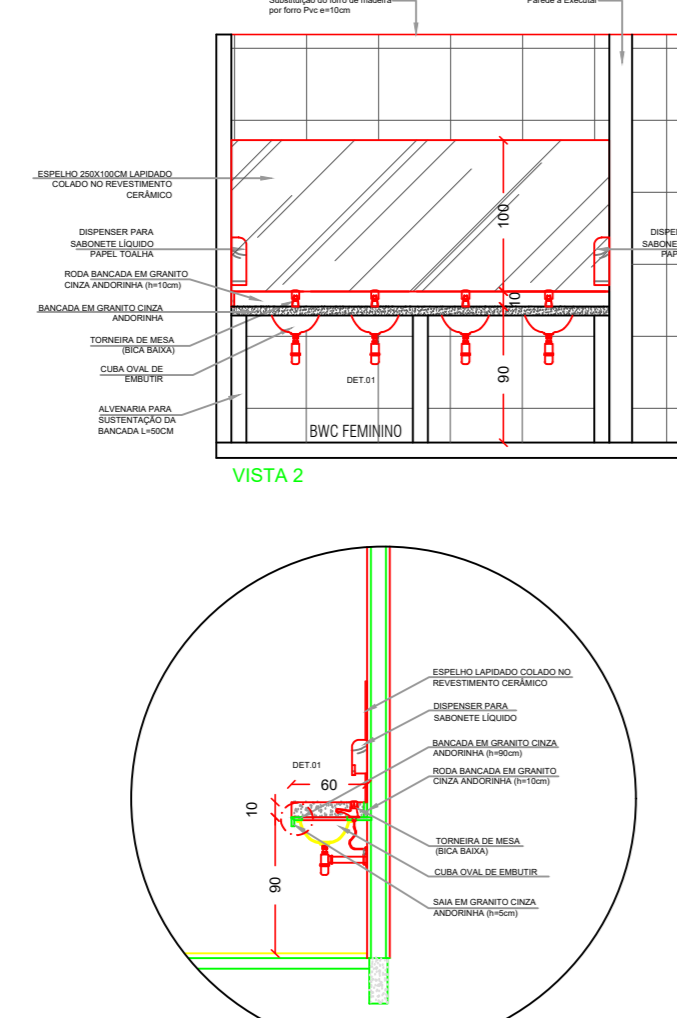 Substituição do forro de madeira
por forro Pvc e=10cm
Parede a Executar
ESPELHO 250X100CM LAPIDADO
COLADO NO REVESTIMENTO
CERÂMICO
DISPENSER PARA
SABONETE LÍQUIDO
PAPEL TOALHA
RODA BANCADA EM GRANITO
CINZA ANDORINHA (h=10cm)
BANCADA EM GRANITO CINZA
ANDORINHA
TORNEIRA DE MESA
(BICA BAIXA)
CUBA OVAL DE
EMBUTIR
ALVENARIA PARA
SUSTENTAÇÃO DA
BANCADA L=50CM
100
10
90
DET.01
BWC FEMININO
VISTA 2
ESPELHO LAPIDADO COLADO NO
REVESTIMENTO CERÂMICO
DISPENSER PARA
SABONETE LÍQUIDO
BANCADA EM GRANITO CINZA
ANDORINHA (h=90cm)
RODA BANCADA EM GRANITO
CINZA ANDORINHA (h=10cm)
TORNEIRA DE MESA
(BICA BAIXA)
CUBA OVAL DE EMBUTIR
SAIA EM GRANITO CINZA
ANDORINHA (h=5cm)
DET.01
60
10
90